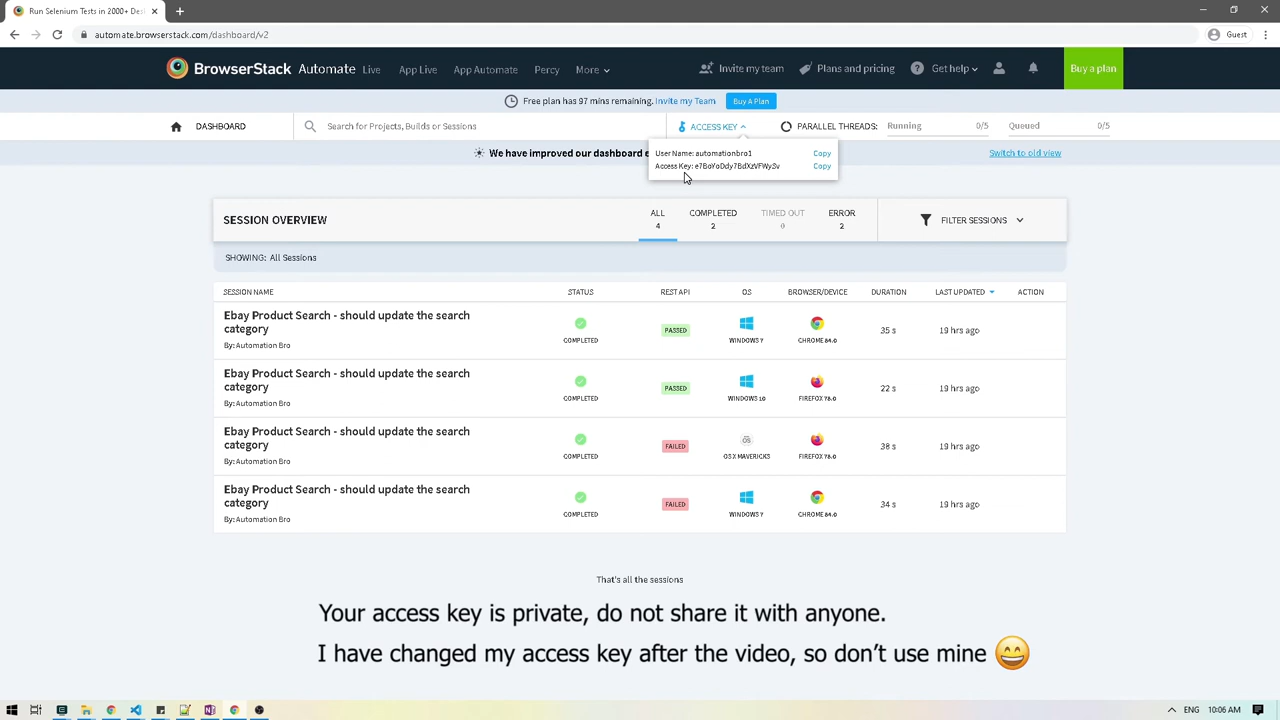 Run Selenium Tests in 2000+ Des
automate.browserstack.com/dashboard/v2
Guest
BrowserStack Automate Live App Live App Automate Percy More Invite my team Plans and pricing Get help Buy a plan
Free plan has 97 mins remaining. Invite my Team Buy A Plan
DASHBOARD Search for Projects, Builds or Sessions ACCESS KEY PARALLEL THREADS: Running 0/5 Queued 0/5
We have improved our dashboard e Switch to old view
User Name: automationbro1 Copy
Access Key: Copy
SESSION OVERVIEW
ALL COMPLETED TIMED OUT ERROR
4 2 0 2
FILTER SESSIONS
SHOWING: All Sessions
SESSION NAME STATUS REST API OS BROWSER/DEVICE DURATION LAST UPDATED ACTION
Ebay Product Search - should update the search
category
By: Automation Bro
COMPLETED PASSED WINDOWS 7 CHROME 84.0 35 s 19 hrs ago
Ebay Product Search - should update the search
category
By: Automation Bro
COMPLETED PASSED WINDOWS 10 FIREFOX 78.0 22 s 19 hrs ago
Ebay Product Search - should update the search
category
By: Automation Bro
COMPLETED FAILED OS OS X MAVERICKS FIREFOX 78.0 38 s 19 hrs ago
Ebay Product Search - should update the search
category
By: Automation Bro
COMPLETED FAILED WINDOWS 7 CHROME 84.0 34 s 19 hrs ago
That's all the sessions
Your access key is private, do not share it with anyone.
I have changed my access key after the video, so don't use mine 😄
ENG 10:06 AM